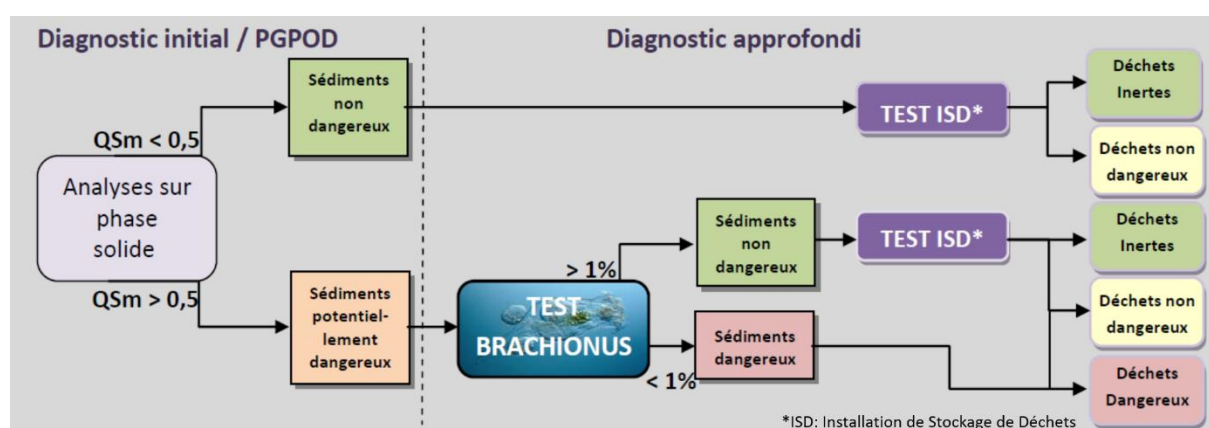 Diagnostic initial / PGPOD
Diagnostic approfondi
Sédiments
non
dangereux
QSm < 0,5
Analyses sur
phase
solide
QSm > 0,5
Sédiments
potentiel-
lement
dangereux
TEST
BRACHIONUS
> 1%
< 1%
Sédiments
non
dangereux
Sédiments
dangereux
TEST ISD*
TEST ISD*
Déchets
Inertes
Déchets non
dangereux
Déchets
Inertes
Déchets non
dangereux
Déchets
Dangereux
*ISD: Installation de Stockage de Déchets